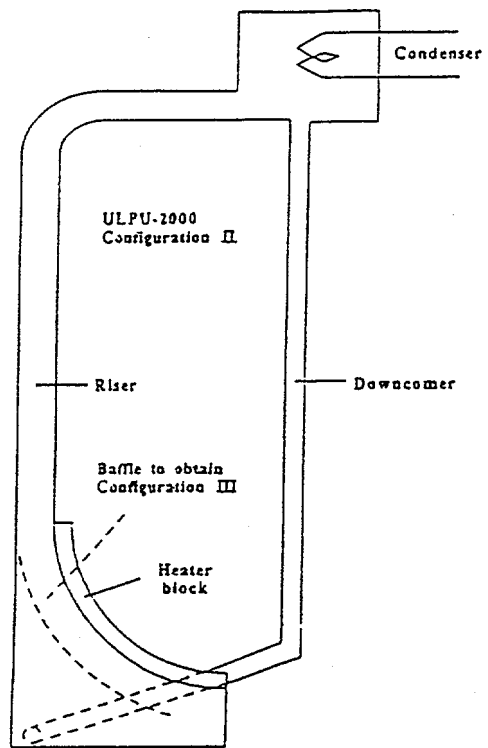 Condenser
ULPU-2000
Configuration II
Riser
Downcomer
Baffle to obtain
Configuration III
Heater
block